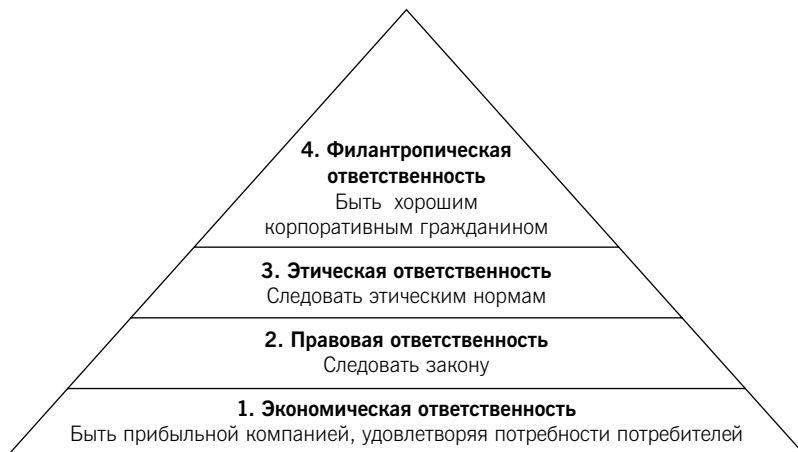 4. Филантропическая
ответственность
Быть хорошим
корпоративным гражданином
3. Этическая ответственность
Следовать этическим нормам
2. Правовая ответственность
Следовать закону
1. Экономическая ответственность
Быть прибыльной компанией, удовлетворяя потребности потребителей